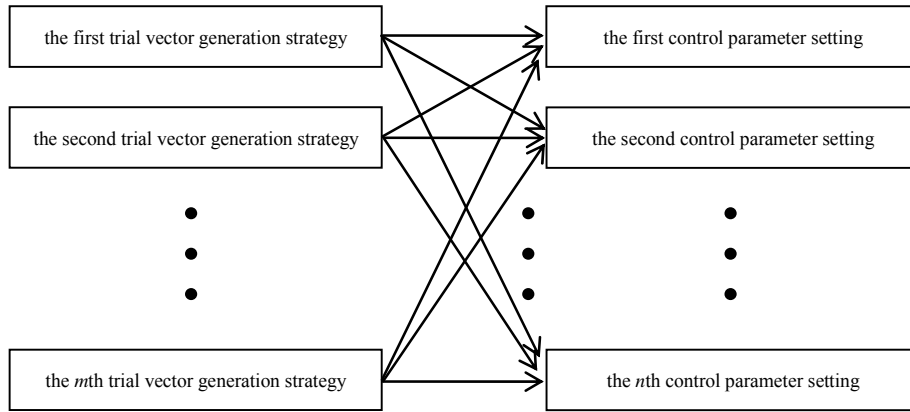 the first trial vector generation strategy
the first control parameter setting
the second trial vector generation strategy
the second control parameter setting
the mth trial vector generation strategy
the nth control parameter setting